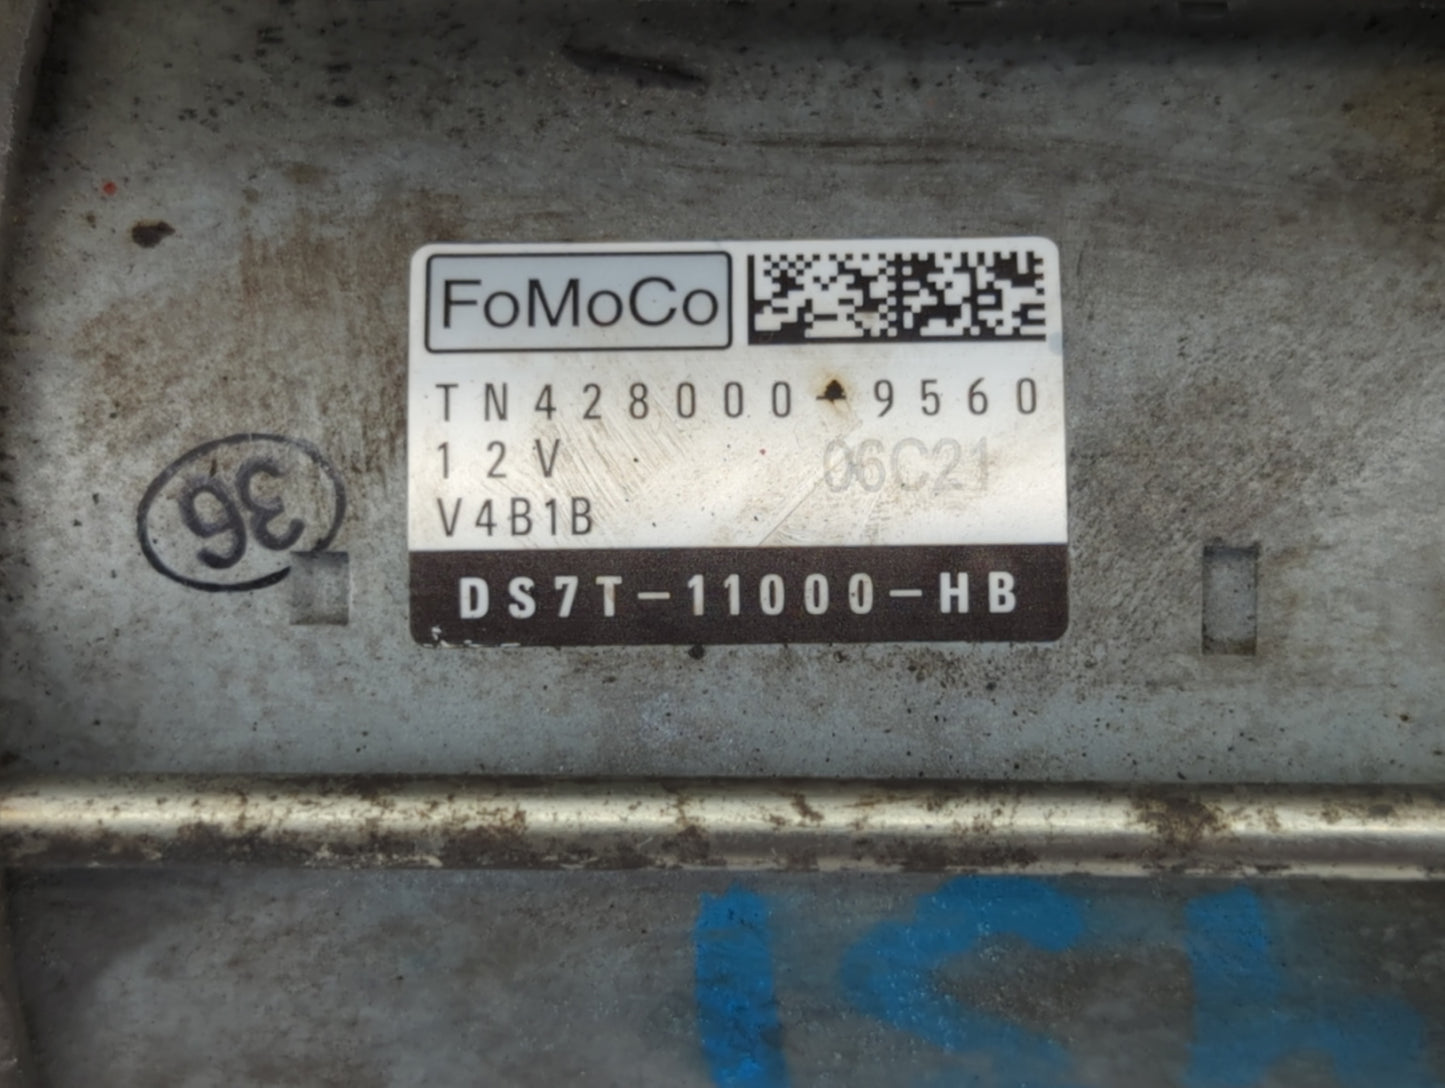 FoMoCo
TN428000-9560
12V 06C21
V4B1B
DS7T-11000-HB
36